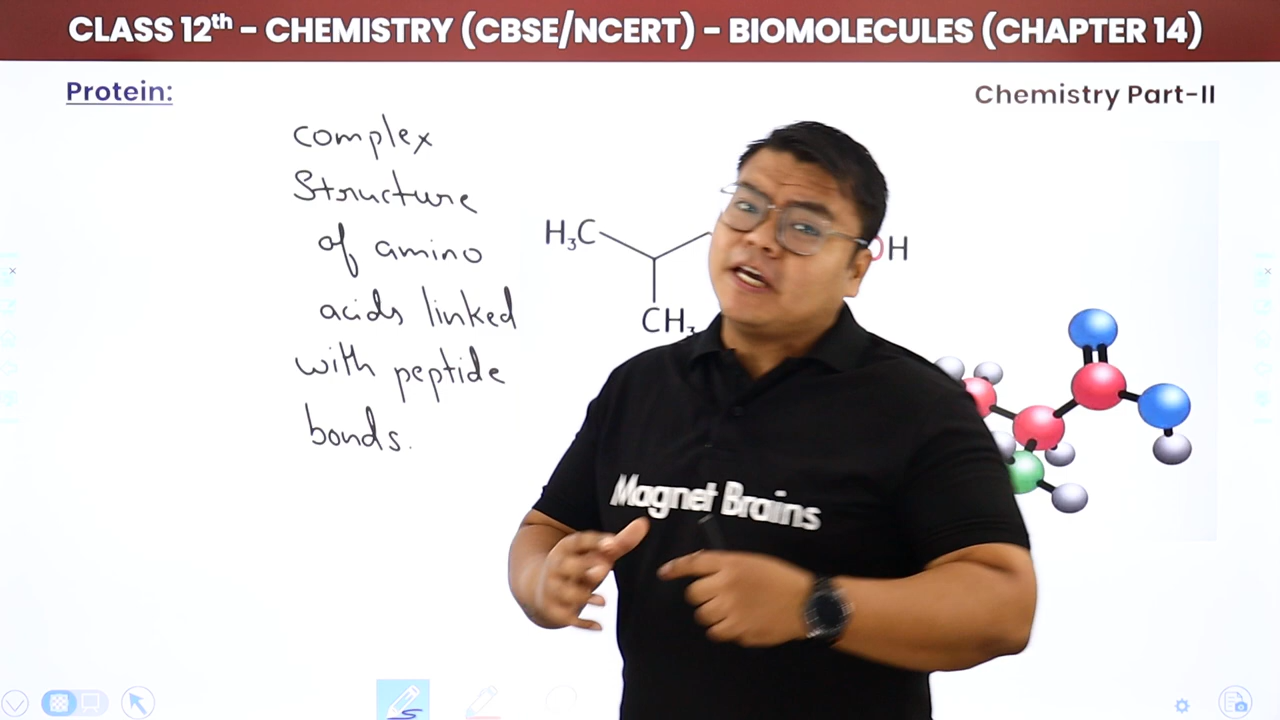 CLASS 12th - CHEMISTRY (CBSE/NCERT) - BIOMOLECULES (CHAPTER 14)
Protein:
Chemistry Part-II
complex
Structure
of amino
acids linked
with peptide
bonds.
H₃C
OH
CH₃
Magnet Brains